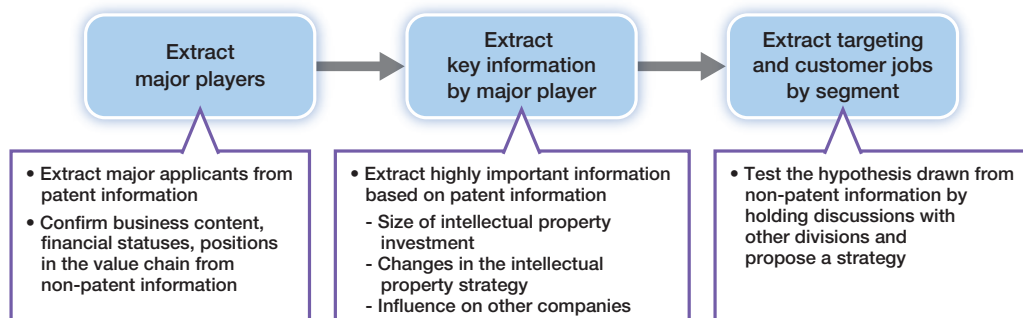 Extract
major players
Extract
key information
by major player
Extract targeting
and customer jobs
by segment
• Extract major applicants from
patent information
• Confirm business content,
financial statuses, positions
in the value chain from
non-patent information
• Extract highly important information
based on patent information
- Size of intellectual property
investment
- Changes in the intellectual
property strategy
- Influence on other companies
• Test the hypothesis drawn from
non-patent information by
holding discussions with
other divisions and
propose a strategy